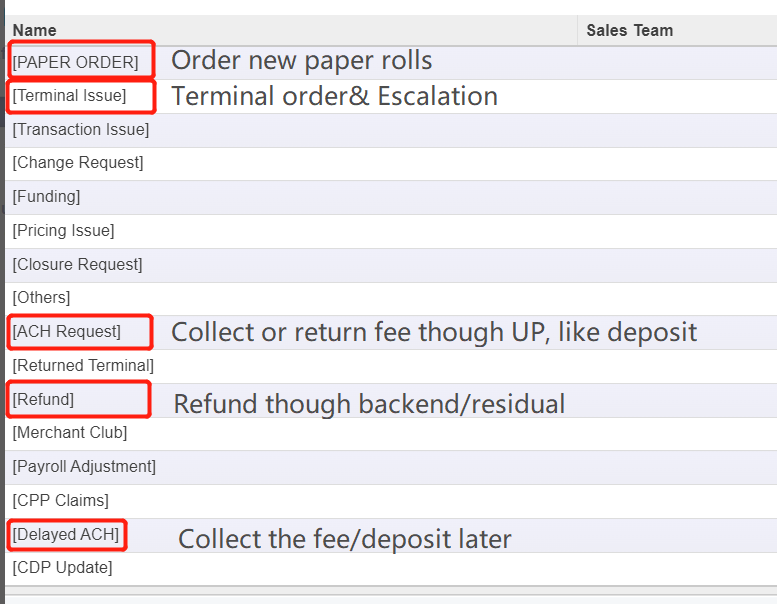 Name Sales Team
[PAPER ORDER] Order new paper rolls
[Terminal Issue] Terminal order& Escalation
[Transaction Issue]
[Change Request]
[Funding]
[Pricing Issue]
[Closure Request]
[Others]
[ACH Request] Collect or return fee though UP, like deposit
[Returned Terminal]
[Refund] Refund though backend/residual
[Merchant Club]
[Payroll Adjustment]
[CPP Claims]
[Delayed ACH] Collect the fee/deposit later
[CDP Update]